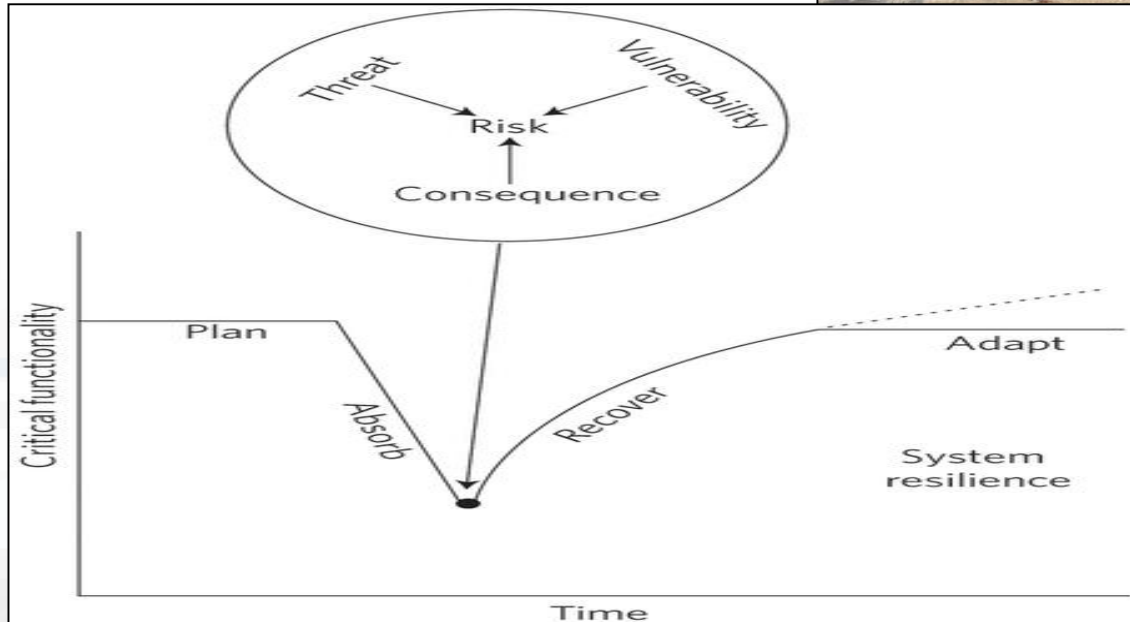 Threat
Vulnerability
Risk
Consequence
Critical functionality
Plan
Absorb
Recover
Adapt
System
resilience
Time